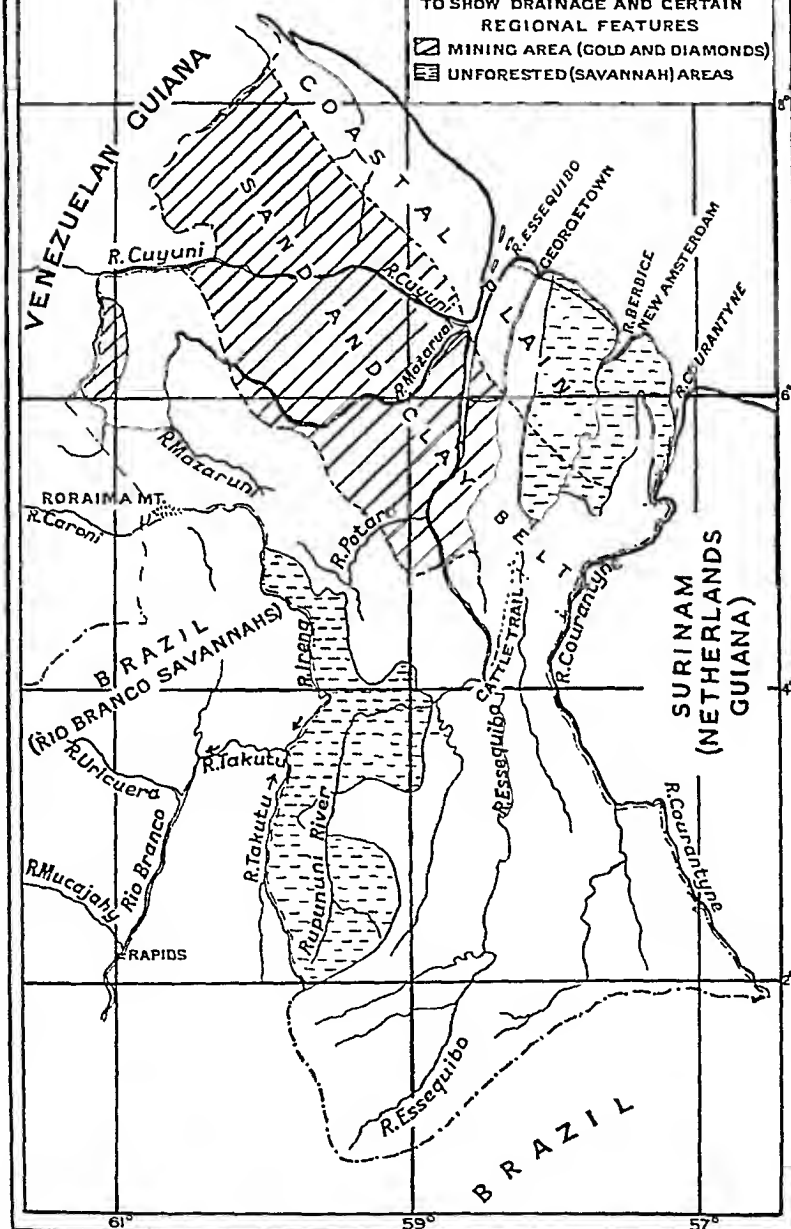 TO SHOW DRAINAGE AND CERTAIN
REGIONAL FEATURES
MINING AREA (GOLD AND DIAMONDS)
UNFORESTED (SAVANNAH) AREAS
8°
VENEZUELAN GUIANA
COASTAL PLAIN
SAND AND CLAY BELT
R. ESSEQUIBO
GEORGETOWN
R. BERBICE
NEW AMSTERDAM
R. COURANTYNE
R. Cuyuni
R. Cuyuni
R. Mazaruni
6°
R. Mazaruni
RORAIMA MT.
R. Caroni
R. Potaro
R. Courantyn
SURINAM
(NETHERLANDS
GUIANA)
BRAZIL
(RIO BRANCO SAVANNAHS)
R. Ireng
CATTLE TRAIL
4°
R. Uricuera
R. Takutu
R. Essequibo
R. Takutu
Rupununi River
R. Courantyne
R. Mucajahy
Rio Branco
RAPIDS
2°
R. Essequibo
BRAZIL
61°
59°
57°